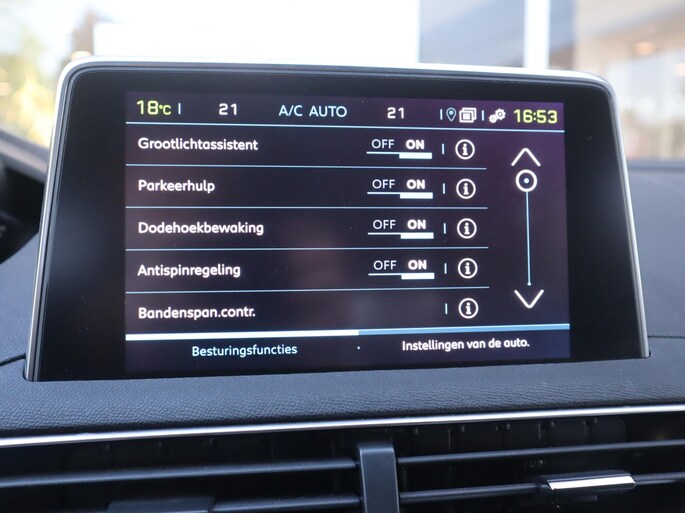 18°C 21 A/C AUTO 21 16:53
Grootlichtassistent OFF ON i
Parkeerhulp OFF ON i
Dodehoekbewaking OFF ON i
Antispinregeling OFF ON i
Bandenspan.contr. i
Besturingsfuncties Instellingen van de auto.